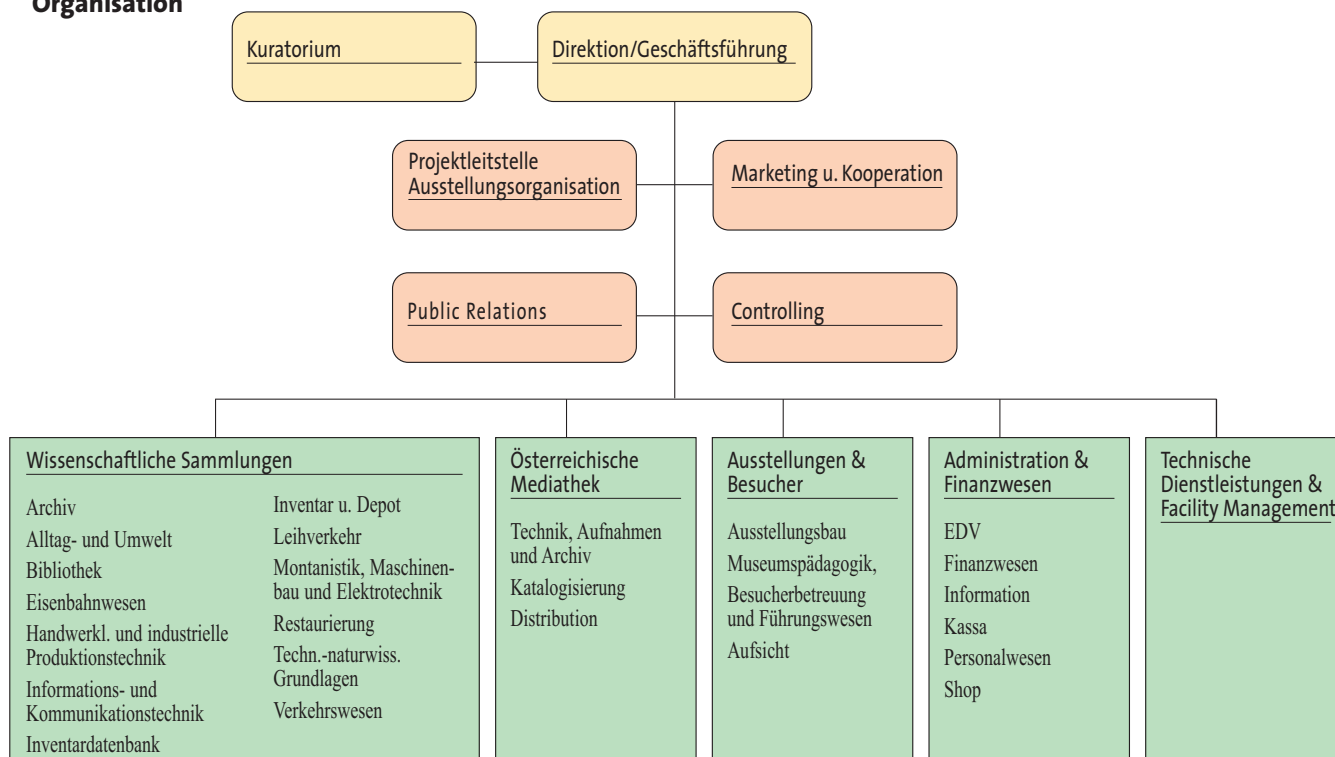 Organisation
Kuratorium
Direktion/Geschäftsführung
Projektleitstelle
Ausstellungsorganisation
Marketing u. Kooperation
Public Relations
Controlling
Wissenschaftliche Sammlungen
Archiv
Alltag- und Umwelt
Bibliothek
Eisenbahnwesen
Handwerkl. und industrielle
Produktionstechnik
Informations- und
Kommunikationstechnik
Inventardatenbank
Inventar u. Depot
Leihverkehr
Montanistik, Maschinen-
bau und Elektrotechnik
Restaurierung
Techn.-naturwiss.
Grundlagen
Verkehrswesen
Österreichische
Mediathek
Technik, Aufnahmen
und Archiv
Katalogisierung
Distribution
Ausstellungen &
Besucher
Ausstellungsbau
Museumspädagogik,
Besucherbetreuung
und Führungswesen
Aufsicht
Administration &
Finanzwesen
EDV
Finanzwesen
Information
Kassa
Personalwesen
Shop
Technische
Dienstleistungen &
Facility Management